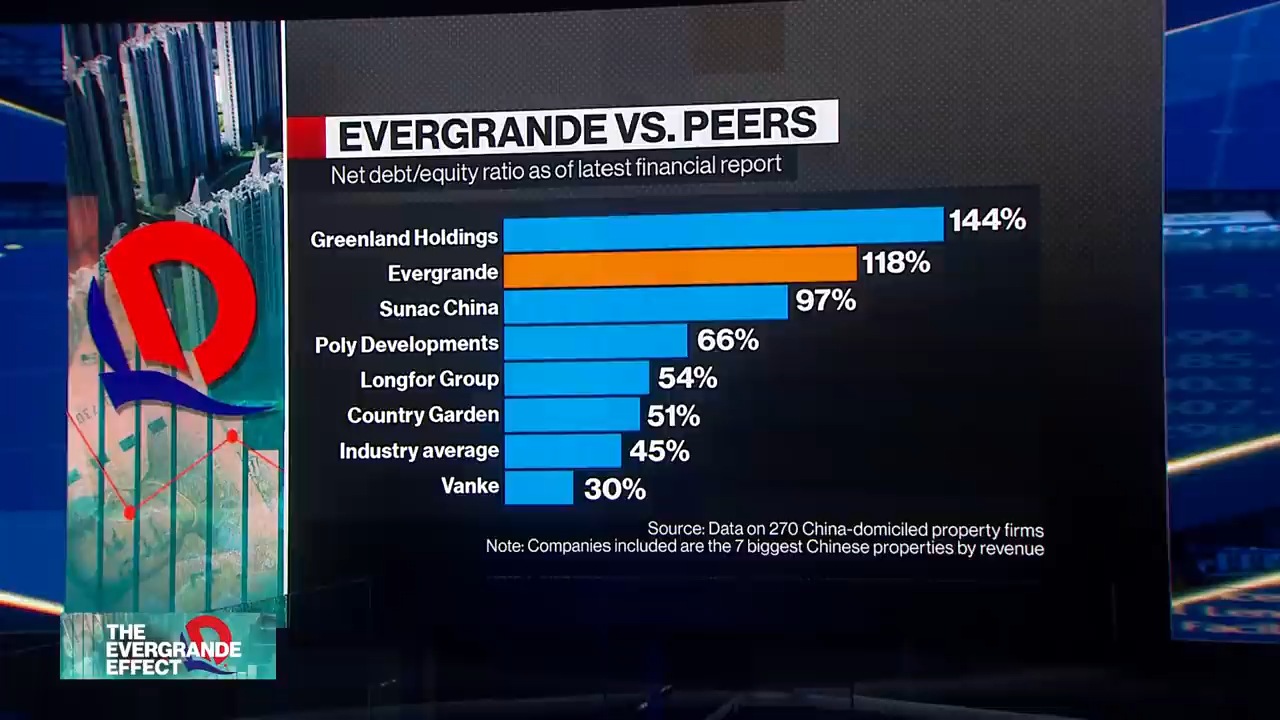 EVERGRANDE VS. PEERS
Net debt/equity ratio as of latest financial report
Greenland Holdings 144%
Evergrande 118%
Sunac China 97%
Poly Developments 66%
Longfor Group 54%
Country Garden 51%
Industry average 45%
Vanke 30%
Source: Data on 270 China-domiciled property firms
Note: Companies included are the 7 biggest Chinese properties by revenue
THE
EVERGRANDE
EFFECT